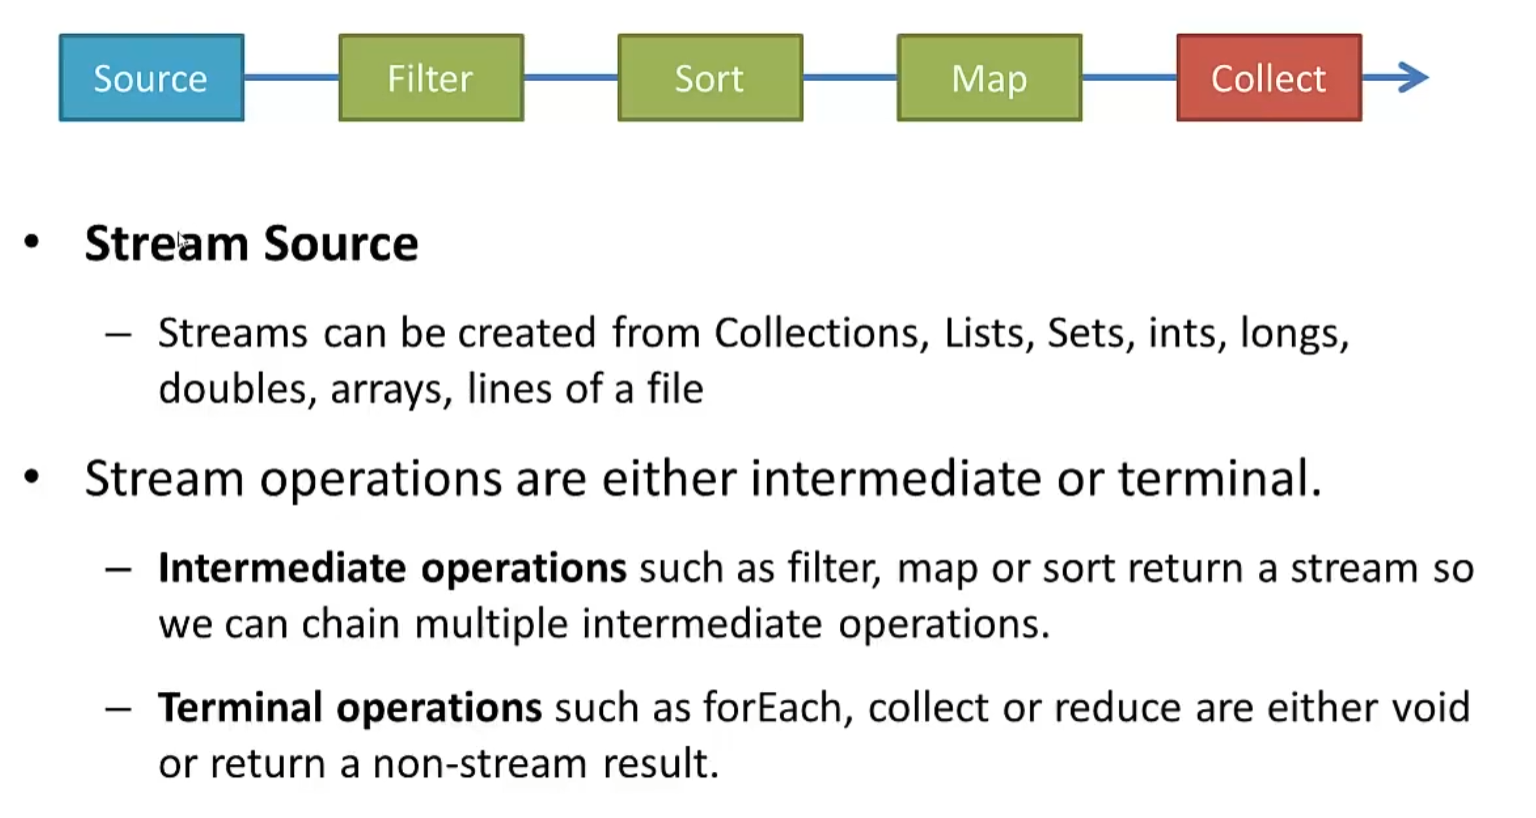 Source Filter Sort Map Collect
• Stream Source
– Streams can be created from Collections, Lists, Sets, ints, longs,
doubles, arrays, lines of a file
• Stream operations are either intermediate or terminal.
– Intermediate operations such as filter, map or sort return a stream so
we can chain multiple intermediate operations.
– Terminal operations such as forEach, collect or reduce are either void
or return a non-stream result.